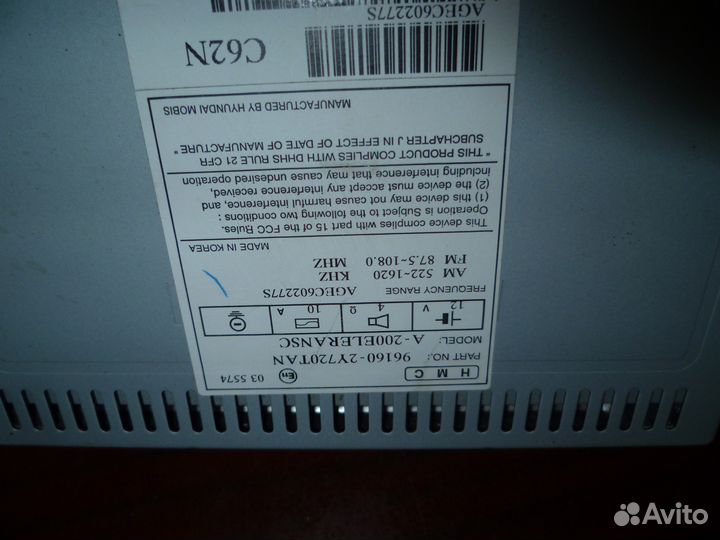 H M C
En
03 5574
PART NO.: 96160-2Y720TAN
MODEL: A-200ELERANSC
12 V
4 Ω
10 A
FREQUENCY RANGE AGEC602277S
AM 522~1620 KHZ
FM 87.5~108.0 MHZ
MADE IN KOREA
This device complies with part 15 of the FCC Rules.
Operation is Subject to the following two conditions :
(1) this device may not cause harmful interference, and
(2) the device must accept any interference received,
including interference that may cause undesired operation
"THIS PRODUCT COMPLIES WITH DHHS RULE 21 CFR
SUBCHAPTER J IN EFFECT OF DATE OF MANUFACTURE"
MANUFACTURED BY HYUNDAI MOBIS
C62N
AGEC602277S
Avito